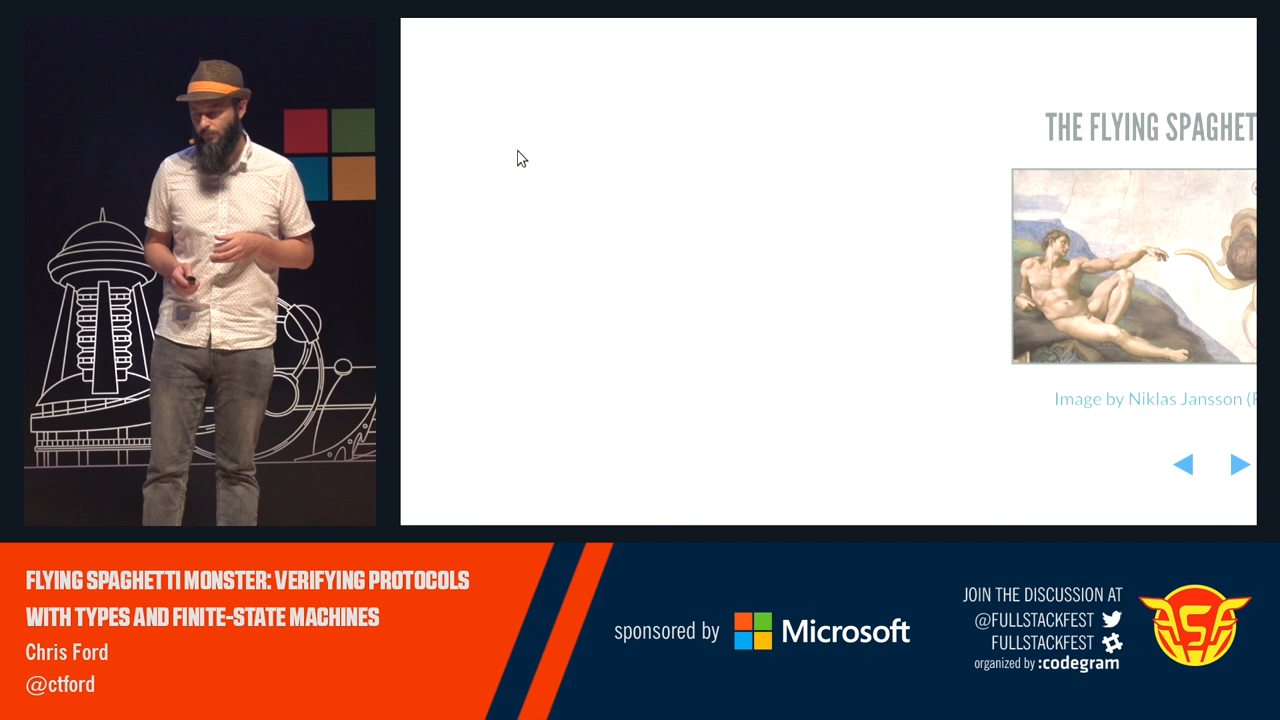 THE FLYING SPAGHET
Image by Niklas Jansson (
FLYING SPAGHETTI MONSTER: VERIFYING PROTOCOLS
WITH TYPES AND FINITE-STATE MACHINES
Chris Ford
@ctford
sponsored by Microsoft
JOIN THE DISCUSSION AT
@FULLSTACKFEST
FULLSTACKFEST
organized by :codegram
FSF